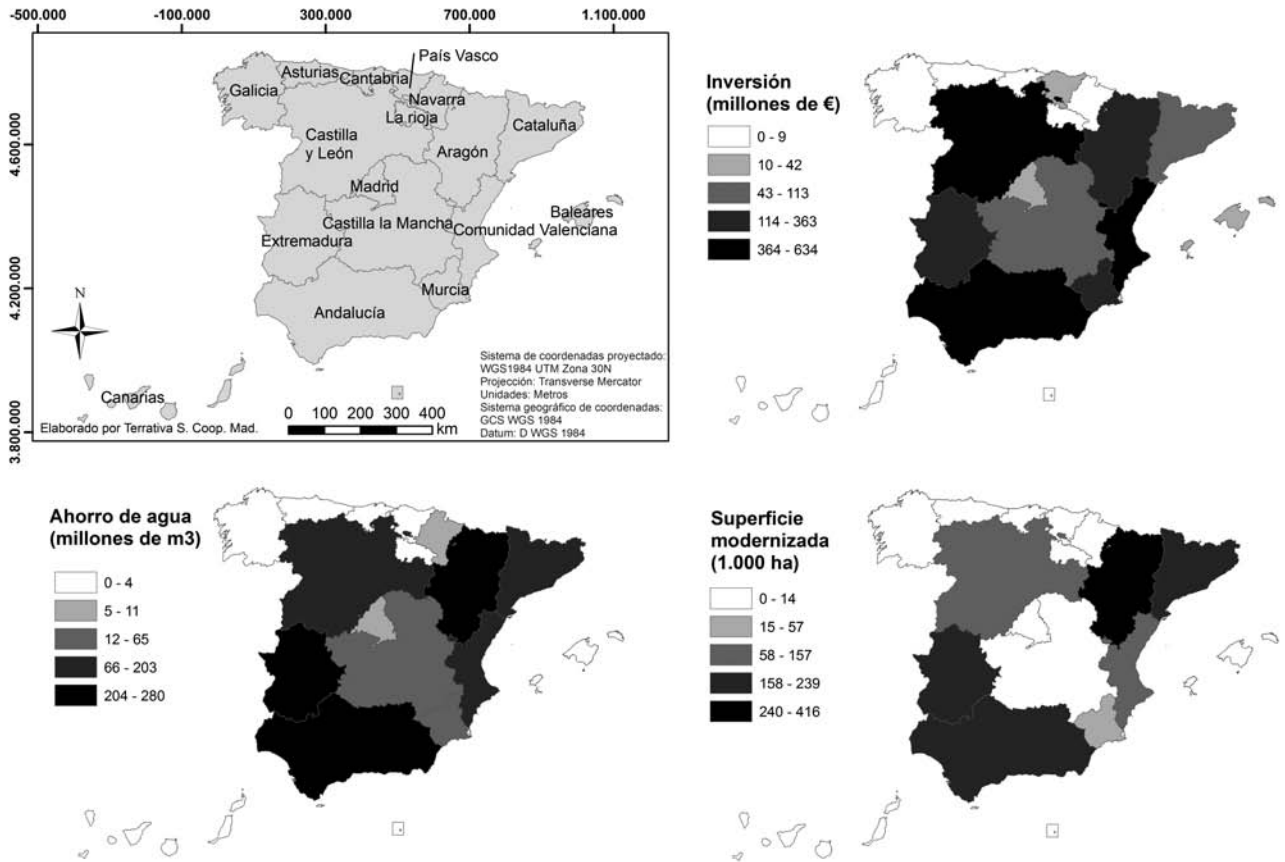 -500.000 -100.000 300.000 700.000 1.100.000
4.600.000
4.200.000
3.800.000
País Vasco
Asturias
Cantabria
Galicia
Navarra
La rioja
Cataluña
Castilla
y León
Aragón
Madrid
Baleares
Castilla la Mancha
Comunidad Valenciana
Extremadura
Murcia
Andalucía
N
Canarias
Sistema de coordenadas proyectado:
WGS1984 UTM Zona 30N
Projección: Transverse Mercator
Unidades: Metros
Sistema geográfico de coordenadas:
GCS WGS 1984
Datum: D WGS 1984
0 100 200 300 400
km
Elaborado por Terrativa S. Coop. Mad.
Inversión
(millones de €)
0 - 9
10 - 42
43 - 113
114 - 363
364 - 634
Ahorro de agua
(millones de m3)
0 - 4
5 - 11
12 - 65
66 - 203
204 - 280
Superficie
modernizada
(1.000 ha)
0 - 14
15 - 57
58 - 157
158 - 239
240 - 416